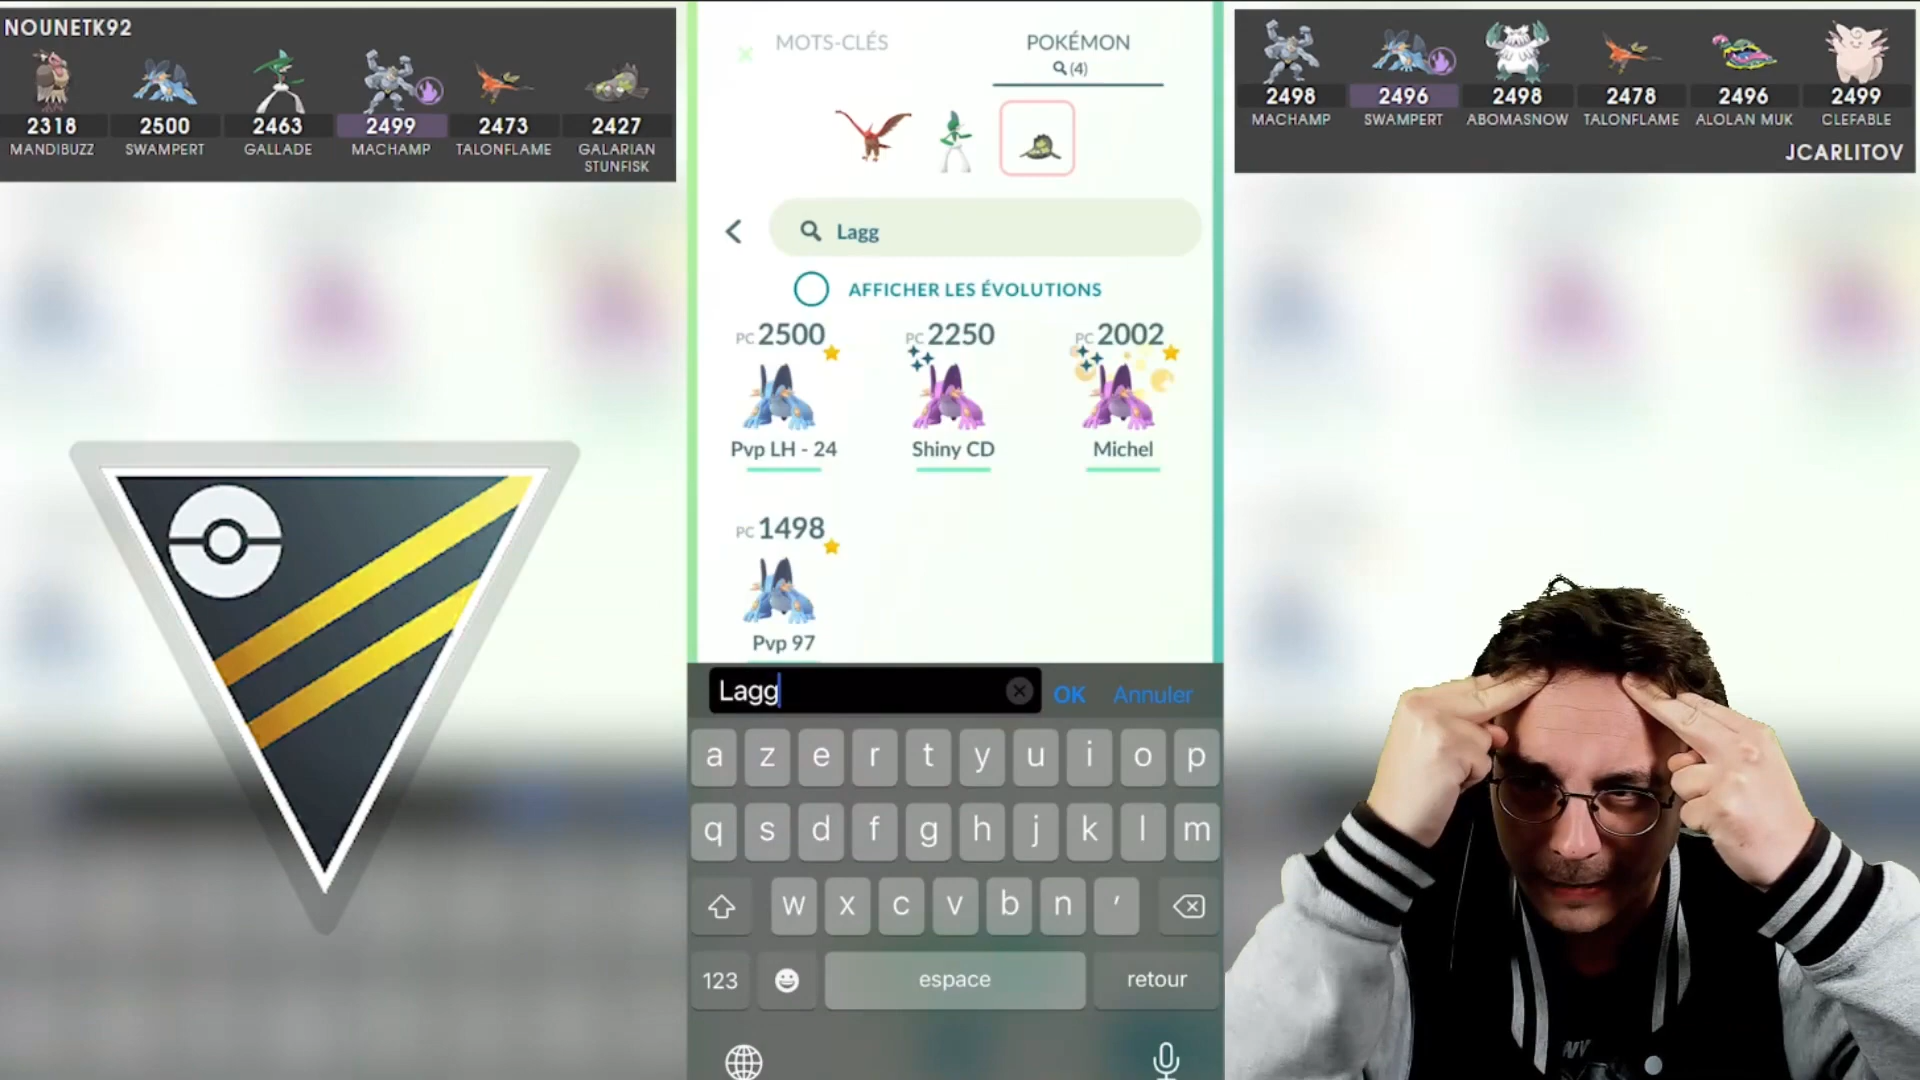 NOUNETK92
2318 2500 2463 2499 2473 2427
MANDIBUZZ SWAMPERT GALLADE MACHAMP TALONFLAME GALARIAN STUNFISK
MOTS-CLÉS
POKÉMON
(4)
Lagg
AFFICHER LES ÉVOLUTIONS
PC 2500
PC 2250
PC 2002
Pvp LH - 24
Shiny CD
Michel
PC 1498
Pvp 97
Lagg
OK Annuler
a z e r t y u i o p
q s d f g h j k l m
w x c v b n ′
123 espace retour
2498 2496 2498 2478 2496 2499
MACHAMP SWAMPERT ABOMASNOW TALONFLAME ALOLAN MUK CLEFABLE
JCARLITOV